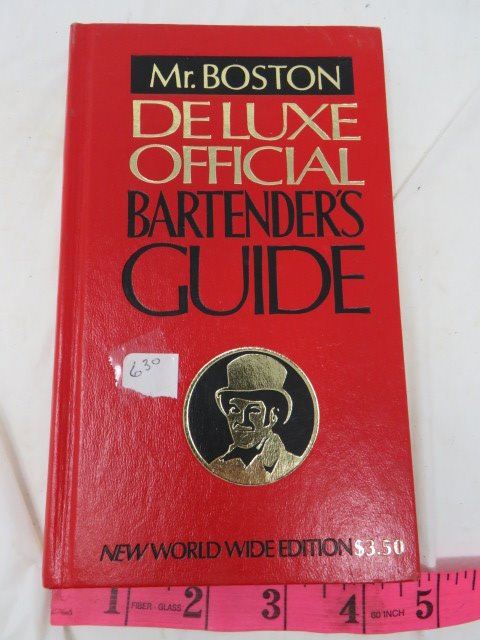 Mr. BOSTON
DE LUXE
OFFICIAL
BARTENDER'S
GUIDE
630
NEW WORLD WIDE EDITION $3.50
1 FIBER-GLASS 2 3 4 60 INCH 5